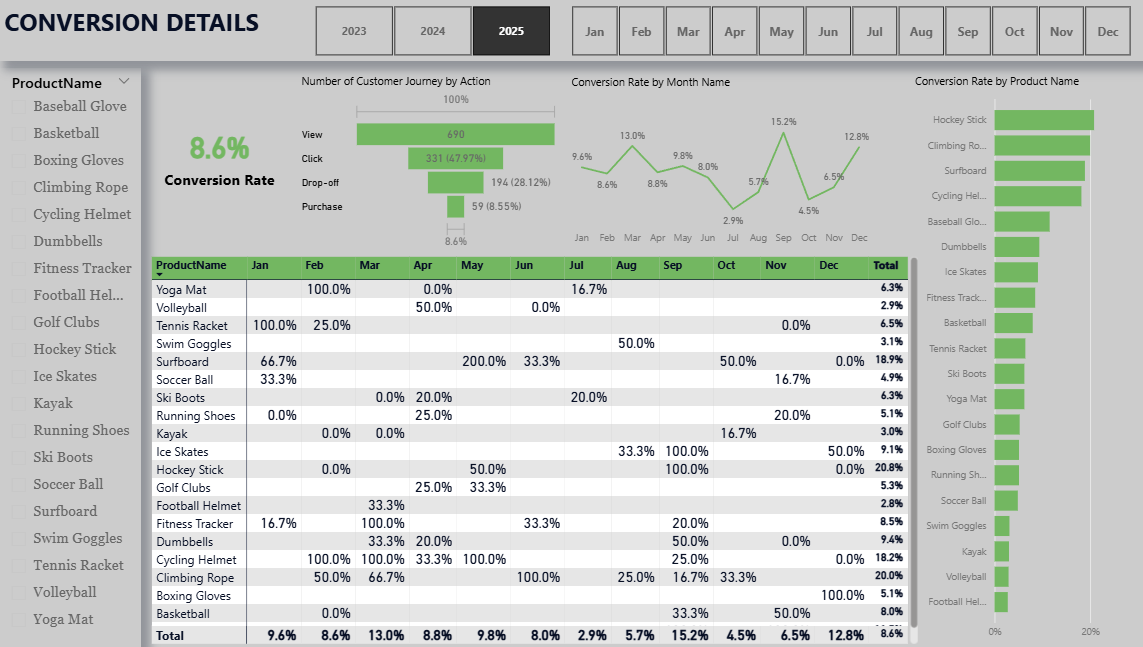 CONVERSION DETAILS
2023 2024 2025 Jan Feb Mar Apr May Jun Jul Aug Sep Oct Nov Dec
ProductName
Baseball Glove
Basketball
Boxing Gloves
Climbing Rope
Cycling Helmet
Dumbbells
Fitness Tracker
Football Hel...
Golf Clubs
Hockey Stick
Ice Skates
Kayak
Running Shoes
Ski Boots
Soccer Ball
Surfboard
Swim Goggles
Tennis Racket
Volleyball
Yoga Mat
8.6%
Conversion Rate
Number of Customer Journey by Action
100%
View 690
Click 331 (47.97%)
Drop-off 194 (28.12%)
Purchase 59 (8.55%)
8.6%
Conversion Rate by Month Name
9.6% 8.6% 13.0% 8.8% 9.8% 8.0% 2.9% 5.7% 15.2% 4.5% 6.5% 12.8%
Jan Feb Mar Apr May Jun Jul Aug Sep Oct Nov Dec
Conversion Rate by Product Name
Hockey Stick
Climbing Ro...
Surfboard
Cycling Hel...
Baseball Glo...
Dumbbells
Ice Skates
Fitness Track...
Basketball
Tennis Racket
Ski Boots
Yoga Mat
Golf Clubs
Boxing Gloves
Running Sh...
Soccer Ball
Swim Goggles
Kayak
Volleyball
Football Hel...
0% 20%
ProductName Jan Feb Mar Apr May Jun Jul Aug Sep Oct Nov Dec Total
Yoga Mat 100.0% 0.0% 16.7% 6.3%
Volleyball 50.0% 0.0% 2.9%
Tennis Racket 100.0% 25.0% 0.0% 6.5%
Swim Goggles 50.0% 3.1%
Surfboard 66.7% 200.0% 33.3% 50.0% 0.0% 18.9%
Soccer Ball 33.3% 16.7% 4.9%
Ski Boots 0.0% 20.0% 20.0% 6.3%
Running Shoes 0.0% 25.0% 20.0% 5.1%
Kayak 0.0% 0.0% 16.7% 3.0%
Ice Skates 33.3% 100.0% 50.0% 9.1%
Hockey Stick 0.0% 50.0% 100.0% 0.0% 20.8%
Golf Clubs 25.0% 33.3% 5.3%
Football Helmet 33.3% 2.8%
Fitness Tracker 16.7% 100.0% 33.3% 20.0% 8.5%
Dumbbells 33.3% 20.0% 50.0% 0.0% 9.4%
Cycling Helmet 100.0% 100.0% 33.3% 100.0% 25.0% 0.0% 18.2%
Climbing Rope 50.0% 66.7% 100.0% 25.0% 16.7% 33.3% 20.0%
Boxing Gloves 100.0% 5.1%
Basketball 0.0% 33.3% 50.0% 8.0%
Total 9.6% 8.6% 13.0% 8.8% 9.8% 8.0% 2.9% 5.7% 15.2% 4.5% 6.5% 12.8% 8.6%